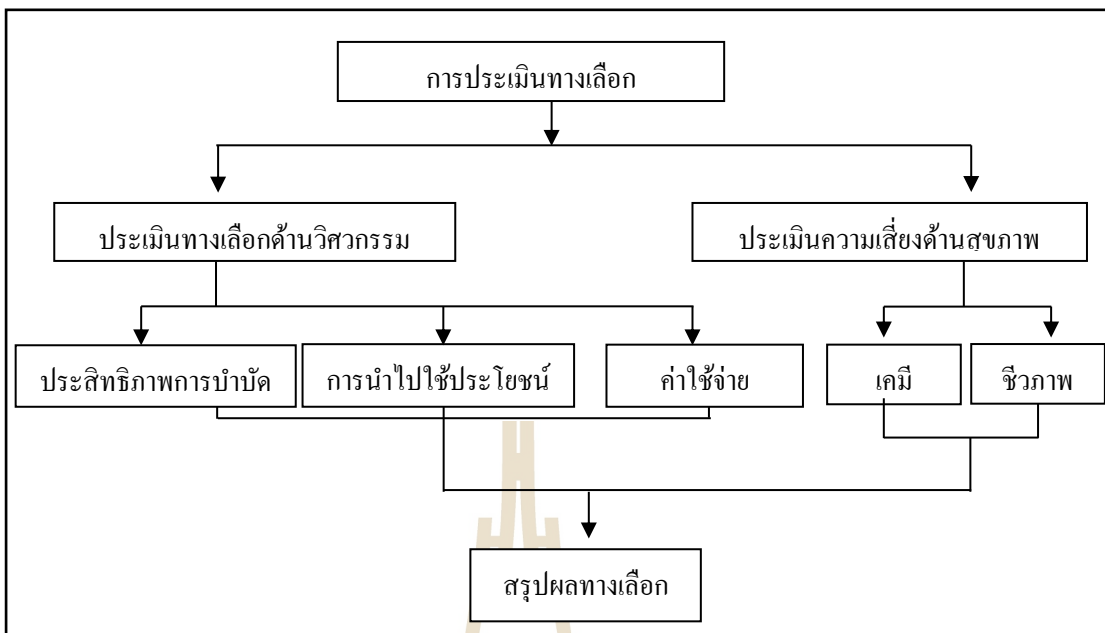 การประเมินทางเลือก
ประเมินทางเลือกด้านวิศวกรรม
ประเมินความเสี่ยงด้านสุขภาพ
ประสิทธิภาพการบำบัด
การนำไปใช้ประโยชน์
ค่าใช้จ่าย
เคมี
ชีวภาพ
สรุปผลทางเลือก